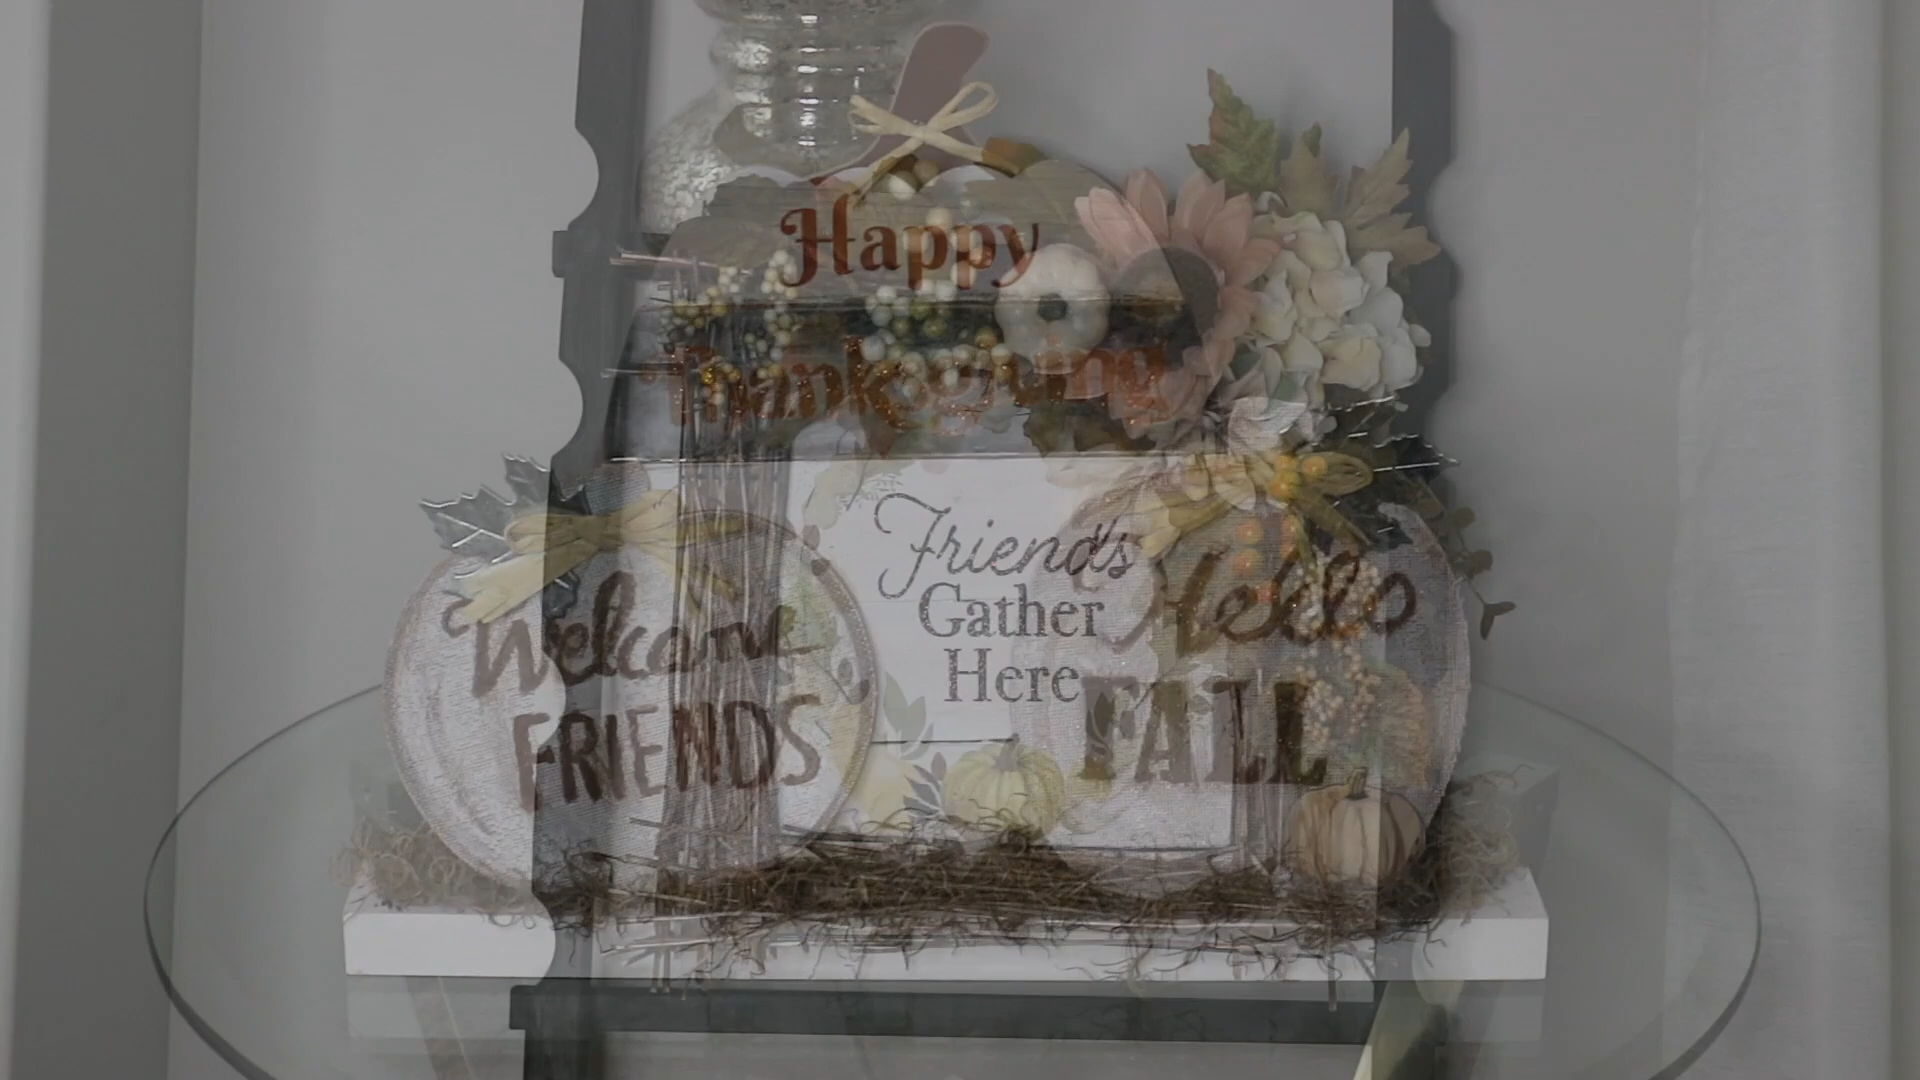 Happy
Thanksgiving
Friends
Gather
Here
Welcome
FRIENDS
Hello
FALL